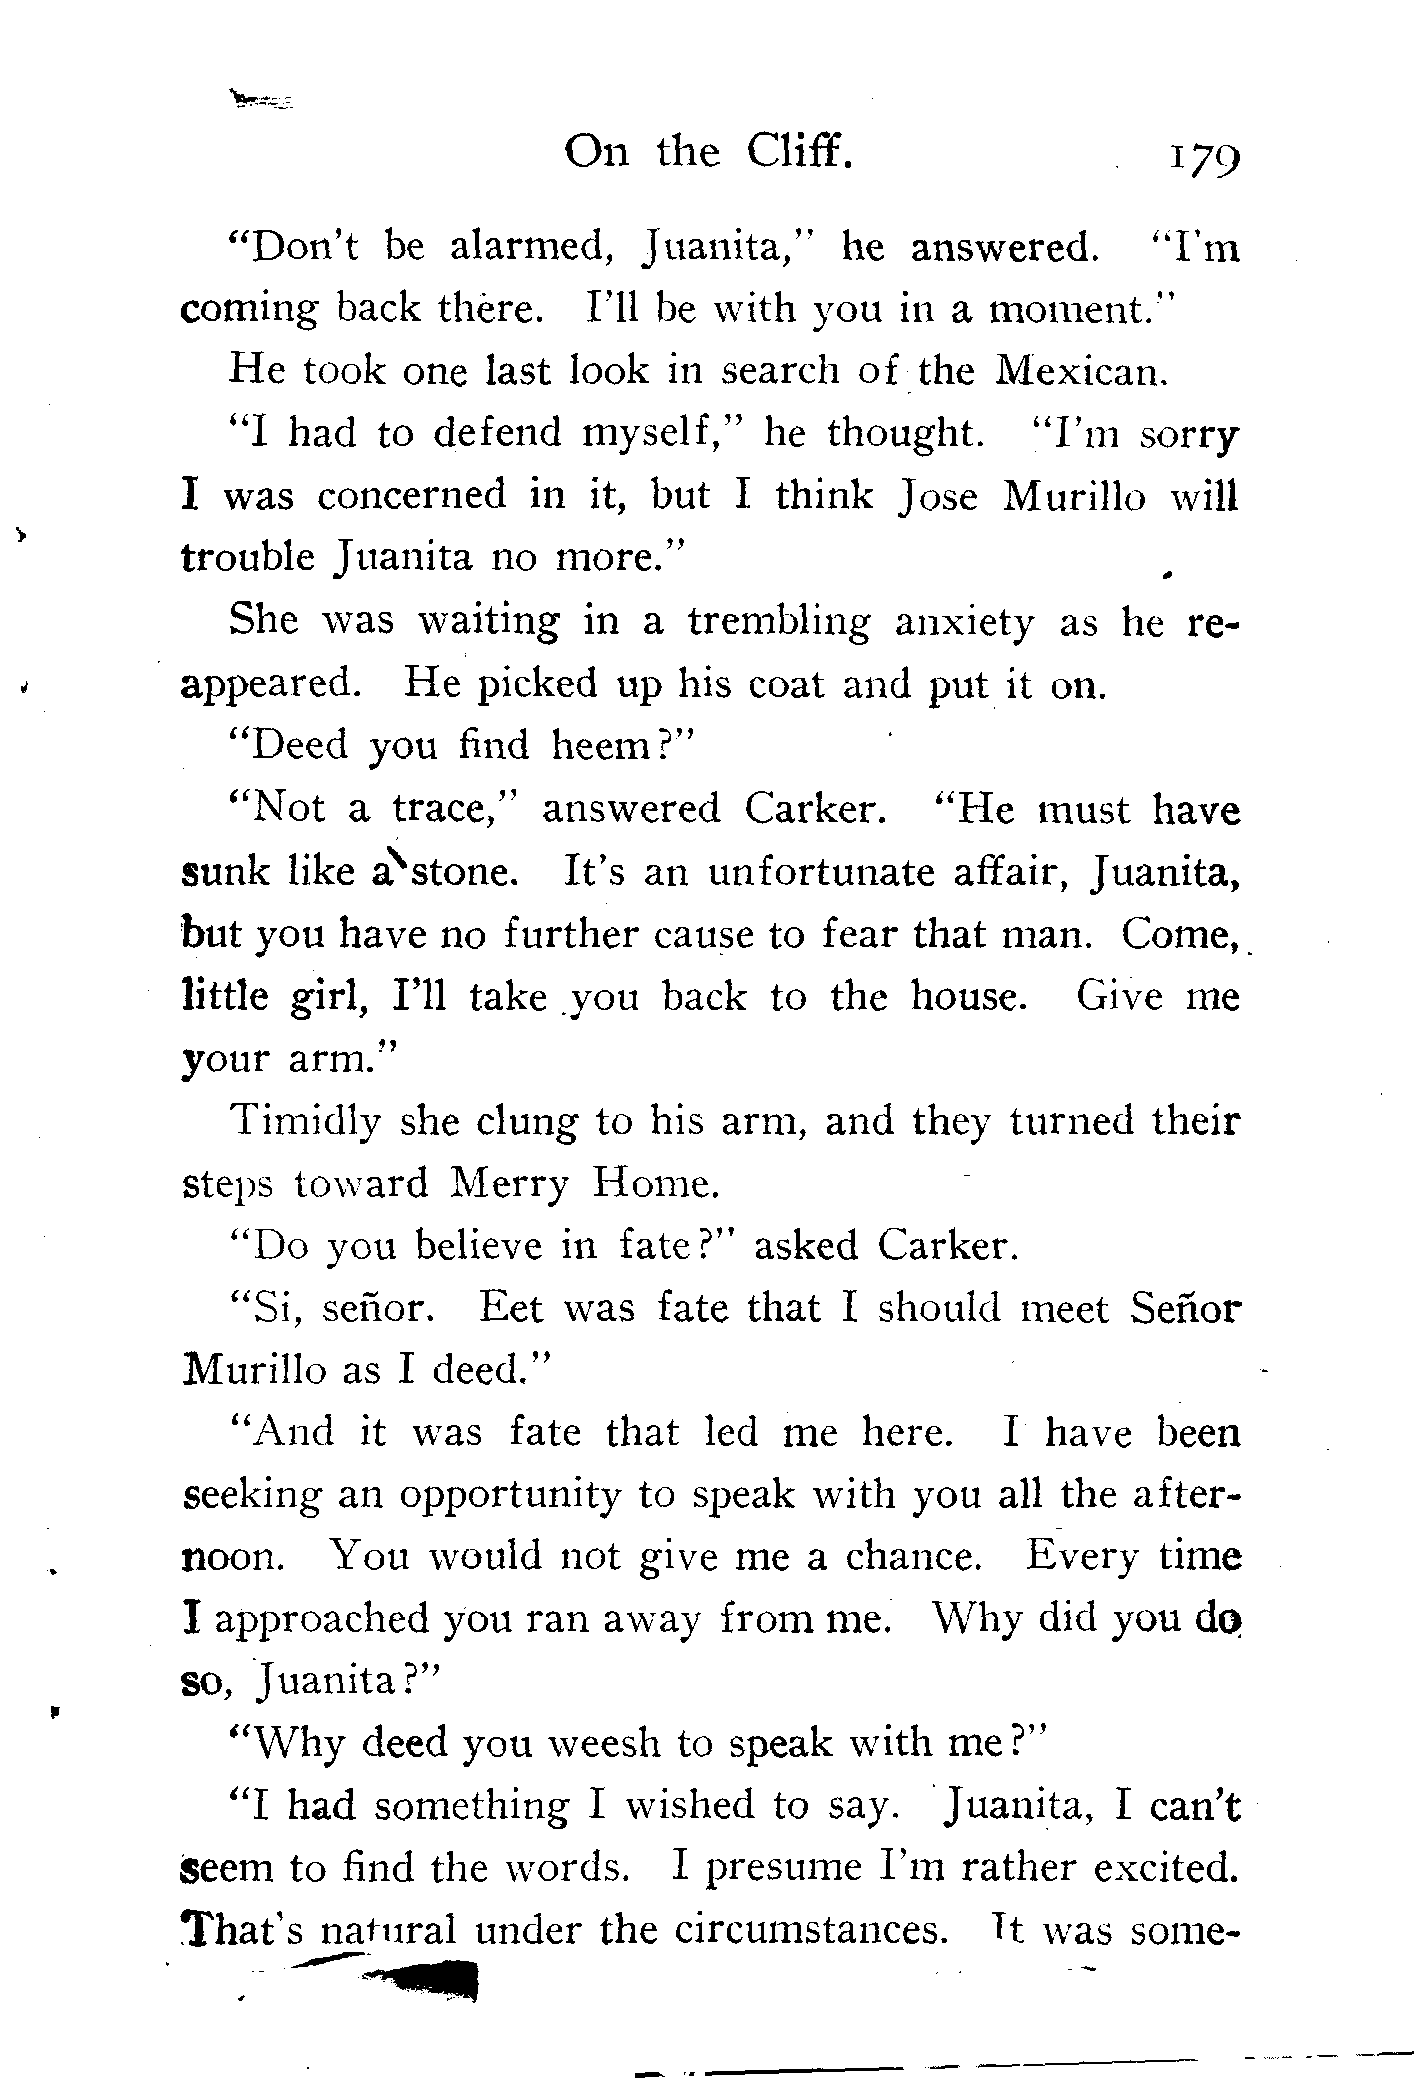 On the Cliff. 179
“Don’t be alarmed, Juanita,” he answered. “I’m
coming back there. I’ll be with you in a moment.”
He took one last look in search of the Mexican.
“I had to defend myself,” he thought. “I’m sorry
I was concerned in it, but I think Jose Murillo will
trouble Juanita no more.”
She was waiting in a trembling anxiety as he re-
appeared. He picked up his coat and put it on.
“Deed you find heem?”
“Not a trace,” answered Carker. “He must have
sunk like a stone. It’s an unfortunate affair, Juanita,
but you have no further cause to fear that man. Come,
little girl, I’ll take you back to the house. Give me
your arm.”
Timidly she clung to his arm, and they turned their
steps toward Merry Home.
“Do you believe in fate?” asked Carker.
“Si, señor. Eet was fate that I should meet Señor
Murillo as I deed.”
“And it was fate that led me here. I have been
seeking an opportunity to speak with you all the after-
noon. You would not give me a chance. Every time
I approached you ran away from me. Why did you do
so, Juanita?”
“Why deed you weesh to speak with me?”
“I had something I wished to say. Juanita, I can’t
seem to find the words. I presume I’m rather excited.
That’s natural under the circumstances. It was some-